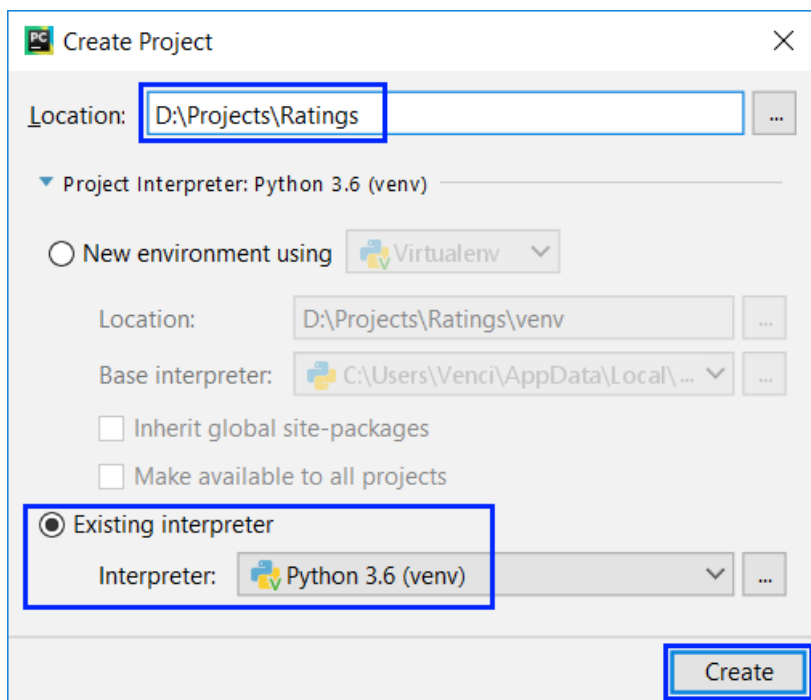 PC Create Project
Location: D:\Projects\Ratings ...
Project Interpreter: Python 3.6 (venv)
New environment using Virtualenv
Location: D:\Projects\Ratings\venv ...
Base interpreter: C:\Users\Venci\AppData\Local\ ... ...
Inherit global site-packages
Make available to all projects
Existing interpreter
Interpreter: Python 3.6 (venv) ...
Create